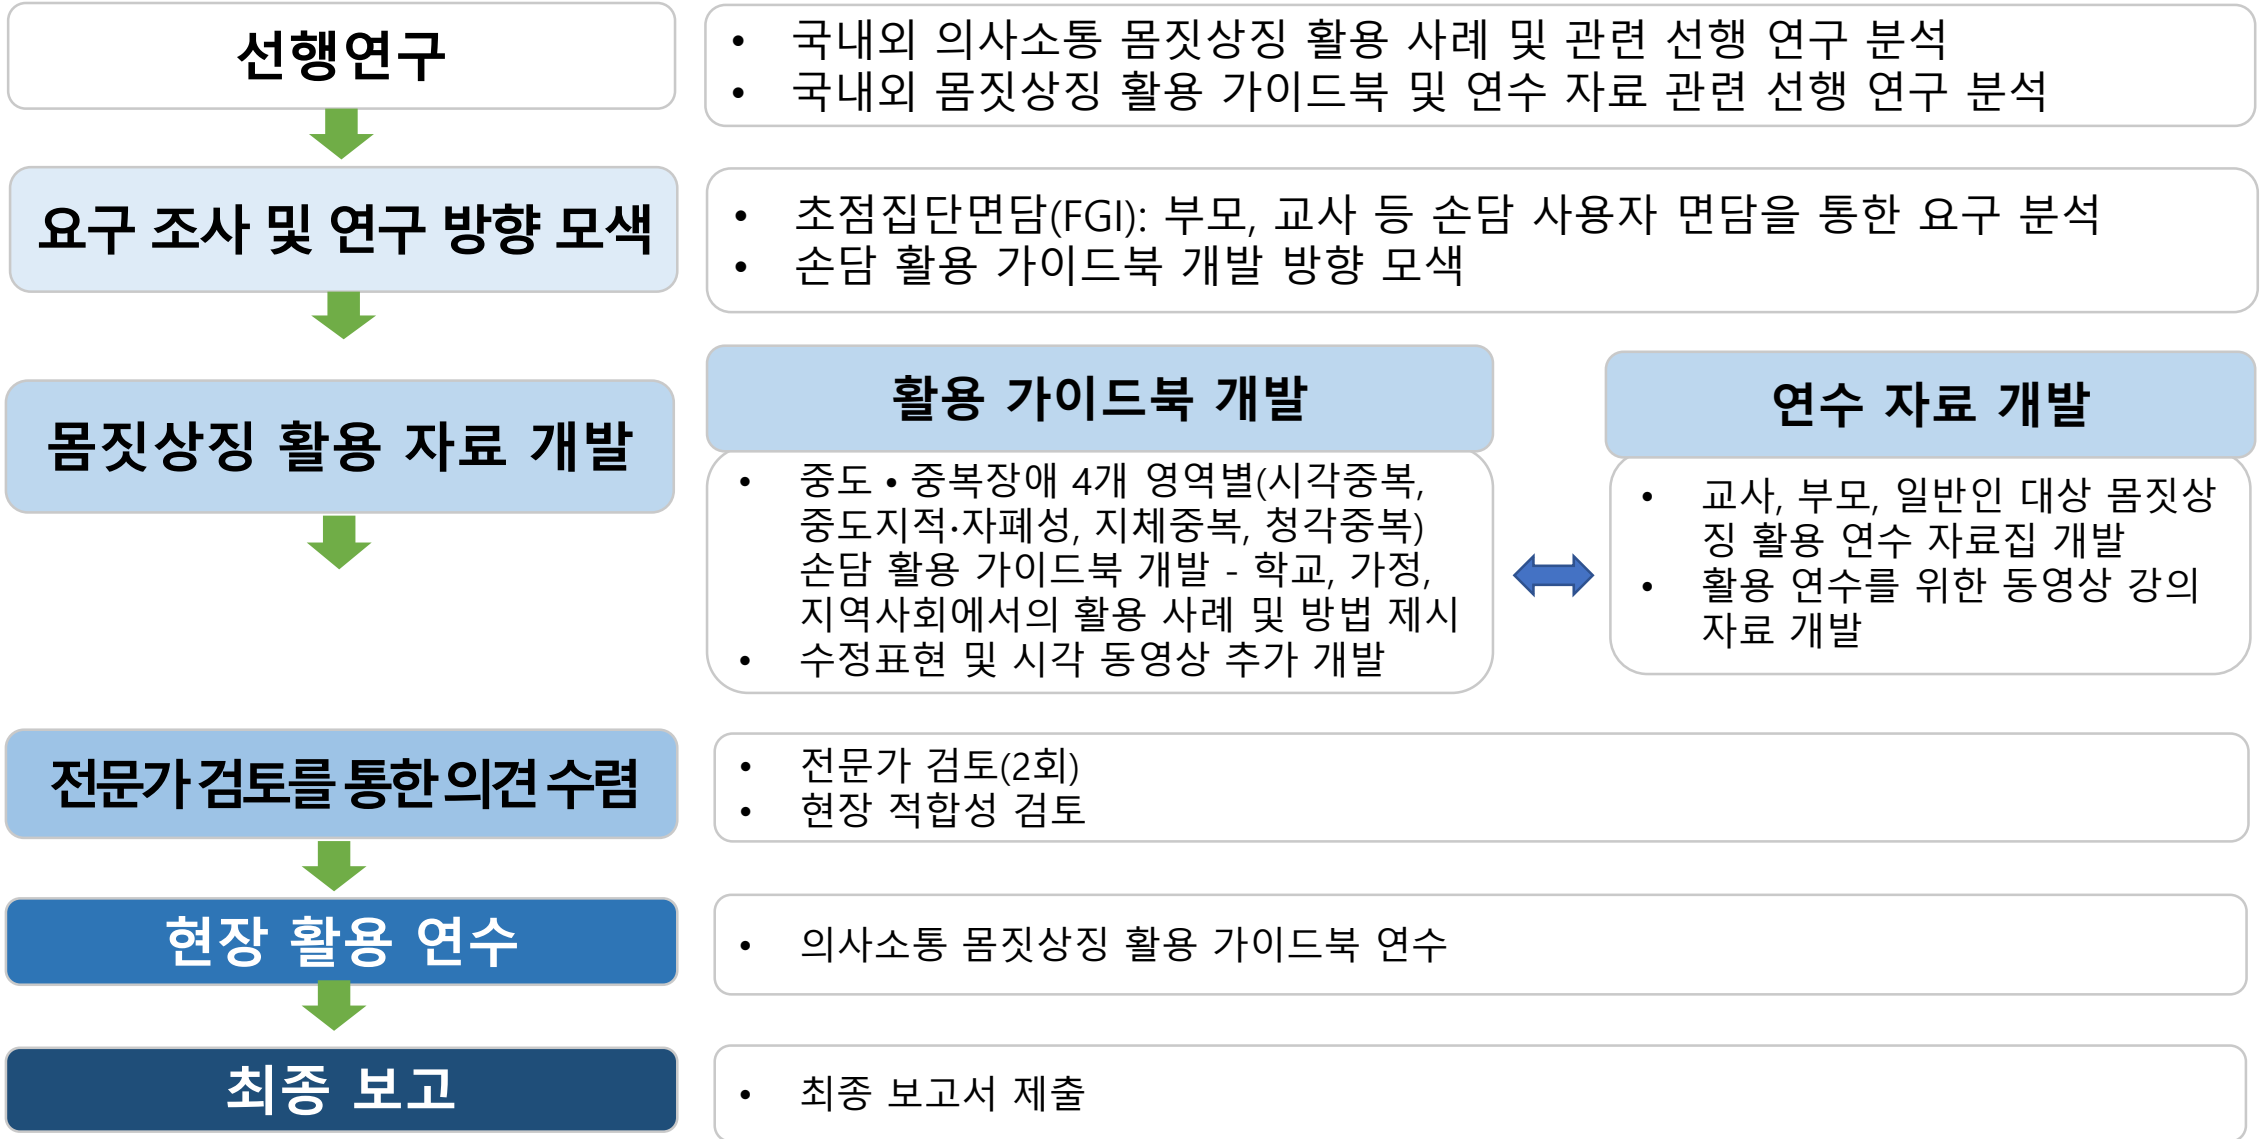 선행연구
• 국내외 의사소통 몸짓상징 활용 사례 및 관련 선행 연구 분석
• 국내외 몸짓상징 활용 가이드북 및 연수 자료 관련 선행 연구 분석
요구 조사 및 연구 방향 모색
• 초점집단면담(FGI): 부모, 교사 등 손담 사용자 면담을 통한 요구 분석
• 손담 활용 가이드북 개발 방향 모색
몸짓상징 활용 자료 개발
활용 가이드북 개발
• 중도 • 중복장애 4개 영역별(시각중복,
중도지적·자폐성, 지체중복, 청각중복)
손담 활용 가이드북 개발 - 학교, 가정,
지역사회에서의 활용 사례 및 방법 제시
• 수정표현 및 시각 동영상 추가 개발
연수 자료 개발
• 교사, 부모, 일반인 대상 몸짓상
징 활용 연수 자료집 개발
• 활용 연수를 위한 동영상 강의
자료 개발
전문가 검토를 통한 의견 수렴
• 전문가 검토(2회)
• 현장 적합성 검토
현장 활용 연수
• 의사소통 몸짓상징 활용 가이드북 연수
최종 보고
• 최종 보고서 제출